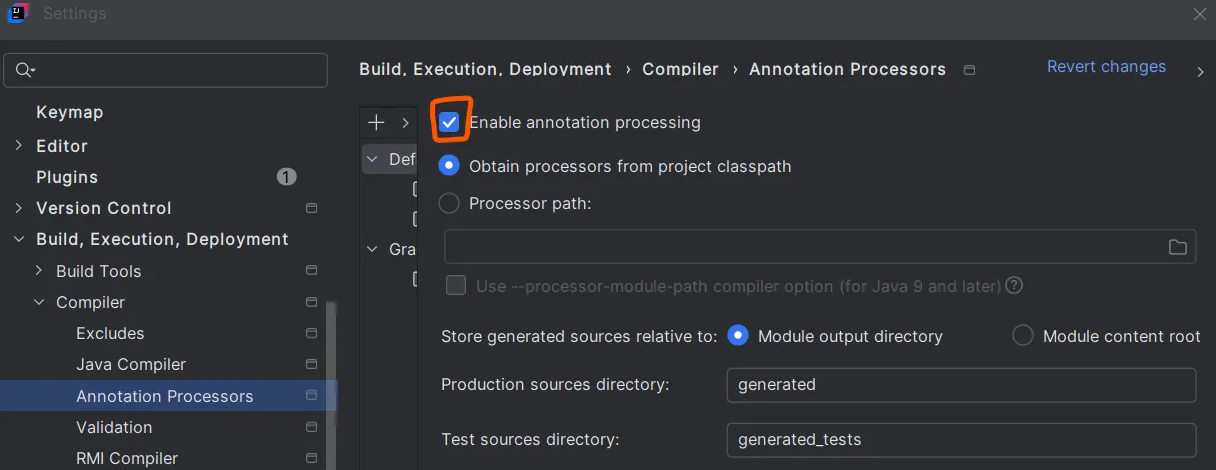 Settings
Build, Execution, Deployment › Compiler › Annotation Processors
Revert changes
Keymap
Editor
Plugins 1
Version Control
Build, Execution, Deployment
Build Tools
Compiler
Excludes
Java Compiler
Annotation Processors
Validation
RMI Compiler
Def
Gra
Enable annotation processing
Obtain processors from project classpath
Processor path:
Use --processor-module-path compiler option (for Java 9 and later)
Store generated sources relative to: Module output directory Module content root
Production sources directory: generated
Test sources directory: generated_tests